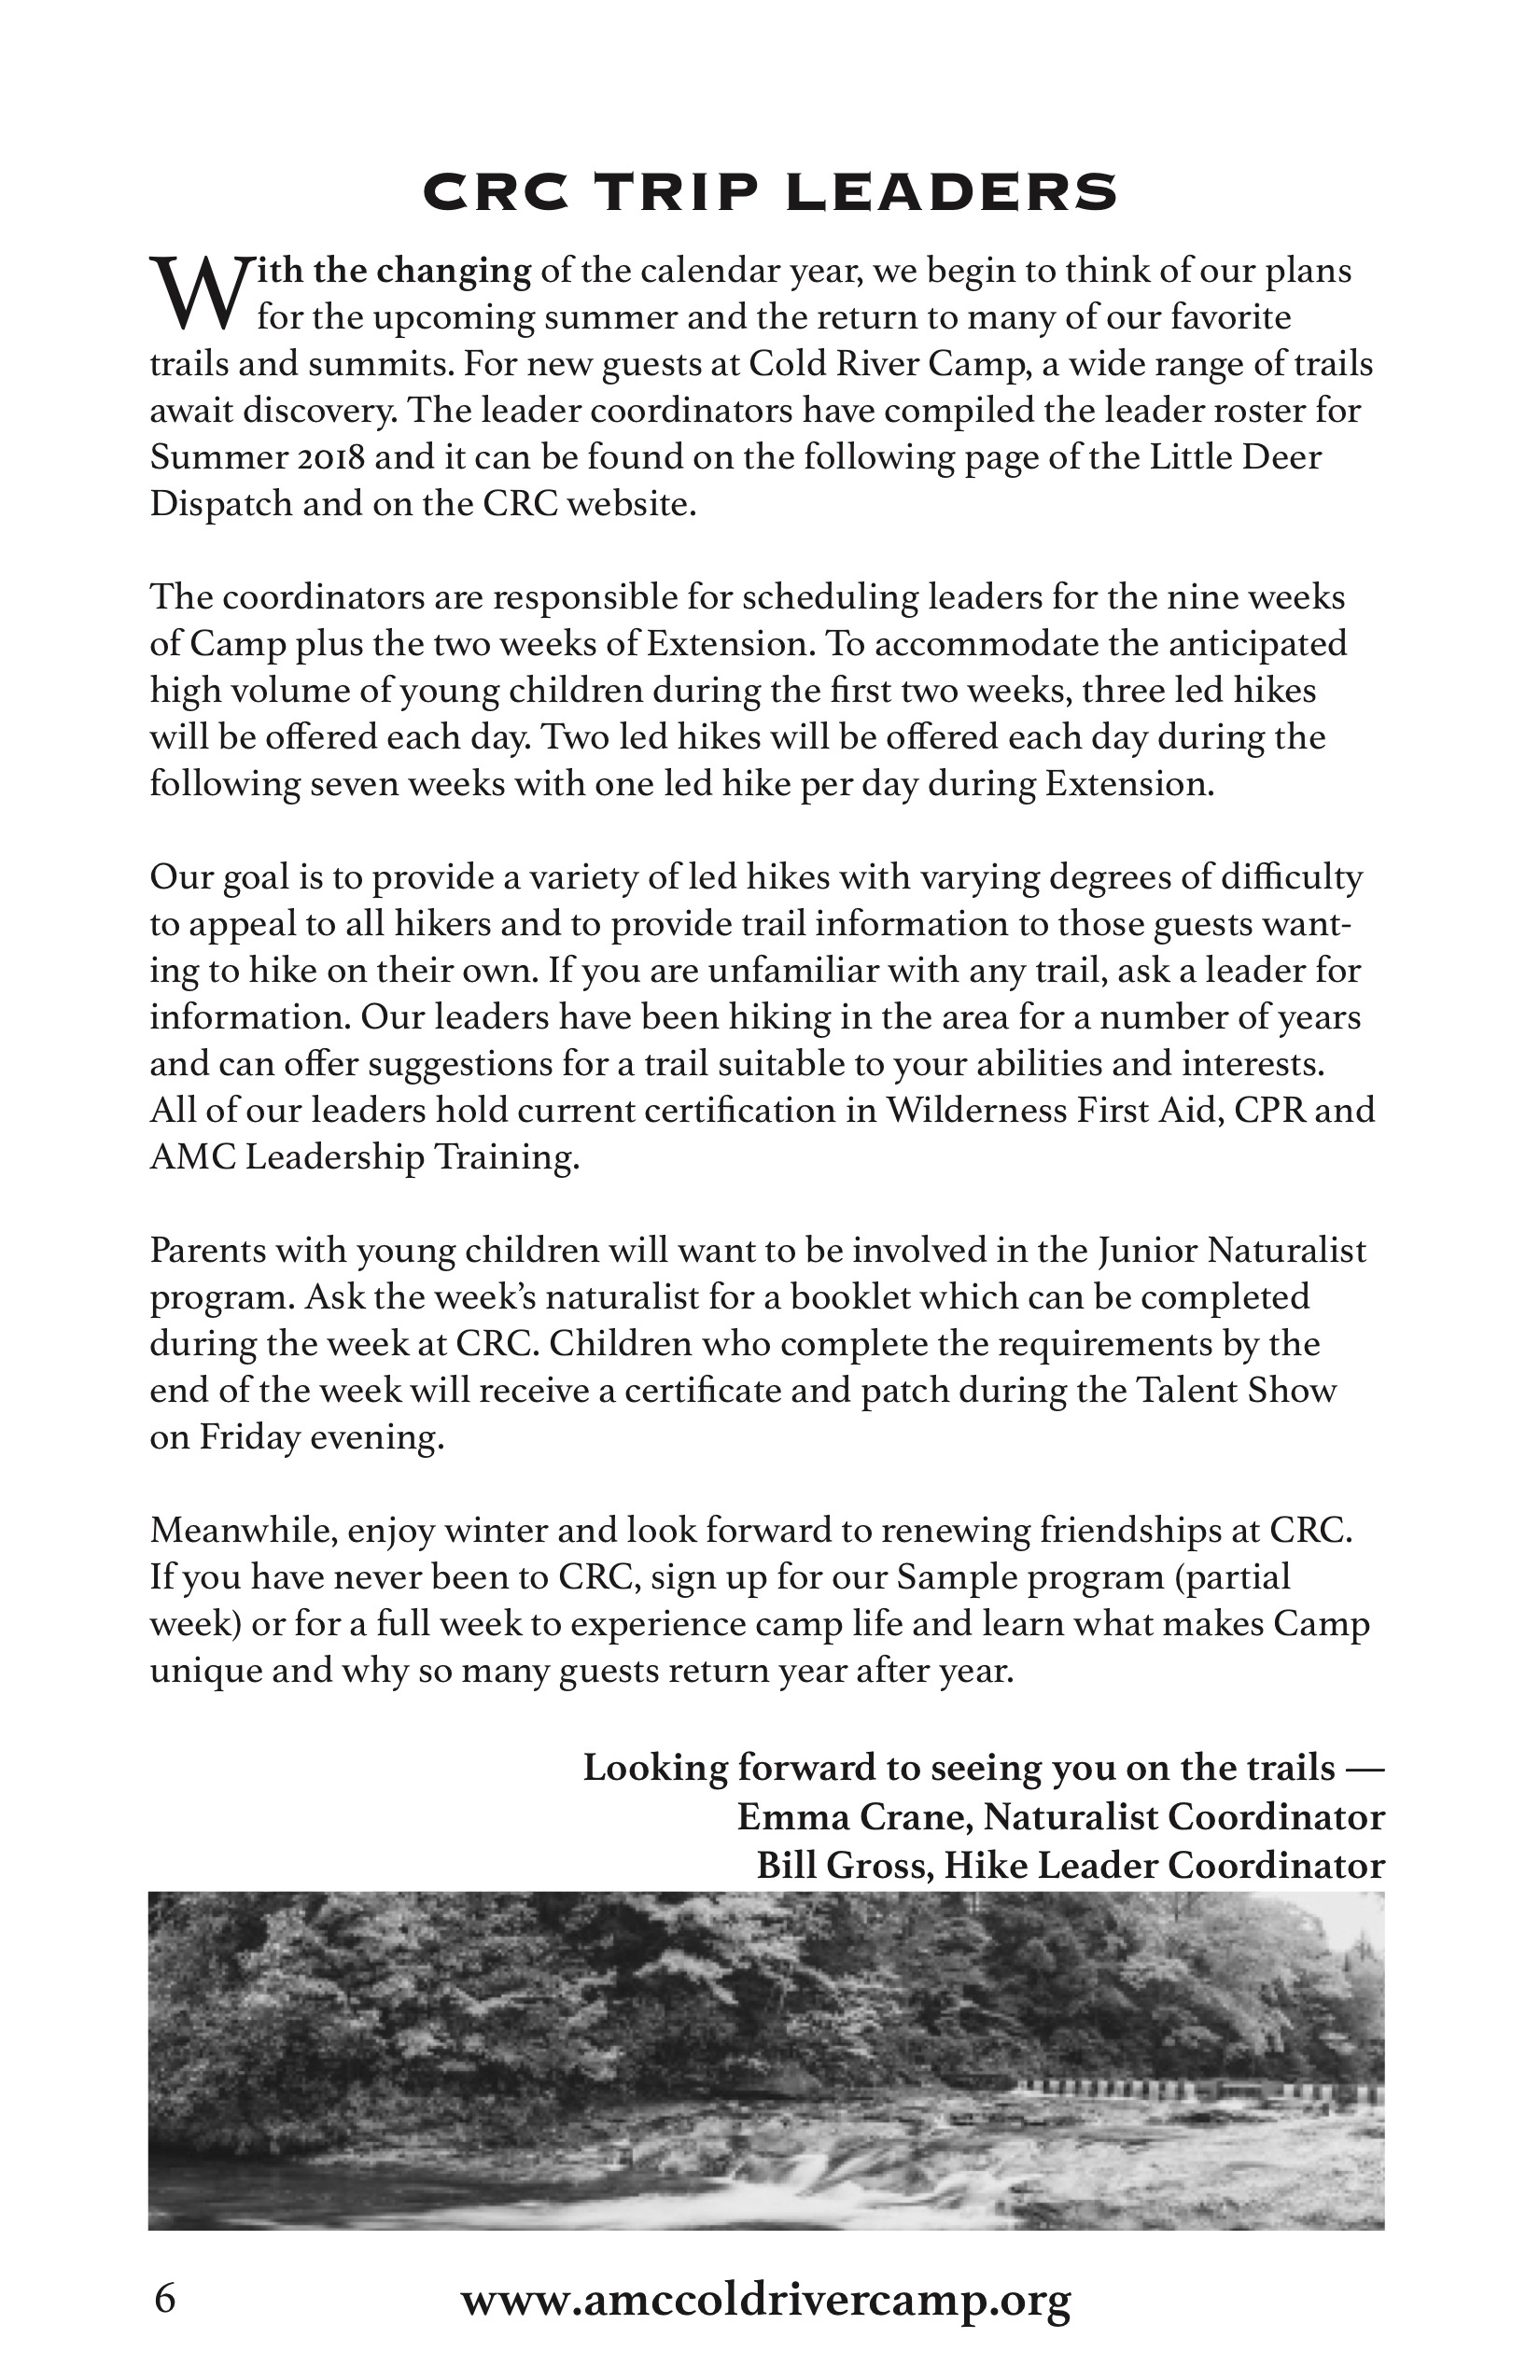 CRC TRIP LEADERS
With the changing of the calendar year, we begin to think of our plans
for the upcoming summer and the return to many of our favorite
trails and summits. For new guests at Cold River Camp, a wide range of trails
await discovery. The leader coordinators have compiled the leader roster for
Summer 2018 and it can be found on the following page of the Little Deer
Dispatch and on the CRC website.
The coordinators are responsible for scheduling leaders for the nine weeks
of Camp plus the two weeks of Extension. To accommodate the anticipated
high volume of young children during the first two weeks, three led hikes
will be offered each day. Two led hikes will be offered each day during the
following seven weeks with one led hike per day during Extension.
Our goal is to provide a variety of led hikes with varying degrees of difficulty
to appeal to all hikers and to provide trail information to those guests want-
ing to hike on their own. If you are unfamiliar with any trail, ask a leader for
information. Our leaders have been hiking in the area for a number of years
and can offer suggestions for a trail suitable to your abilities and interests.
All of our leaders hold current certification in Wilderness First Aid, CPR and
AMC Leadership Training.
Parents with young children will want to be involved in the Junior Naturalist
program. Ask the week's naturalist for a booklet which can be completed
during the week at CRC. Children who complete the requirements by the
end of the week will receive a certificate and patch during the Talent Show
on Friday evening.
Meanwhile, enjoy winter and look forward to renewing friendships at CRC.
If you have never been to CRC, sign up for our Sample program (partial
week) or for a full week to experience camp life and learn what makes Camp
unique and why so many guests return year after year.
Looking forward to seeing you on the trails —
Emma Crane, Naturalist Coordinator
Bill Gross, Hike Leader Coordinator
6 www.amccoldrivercamp.org